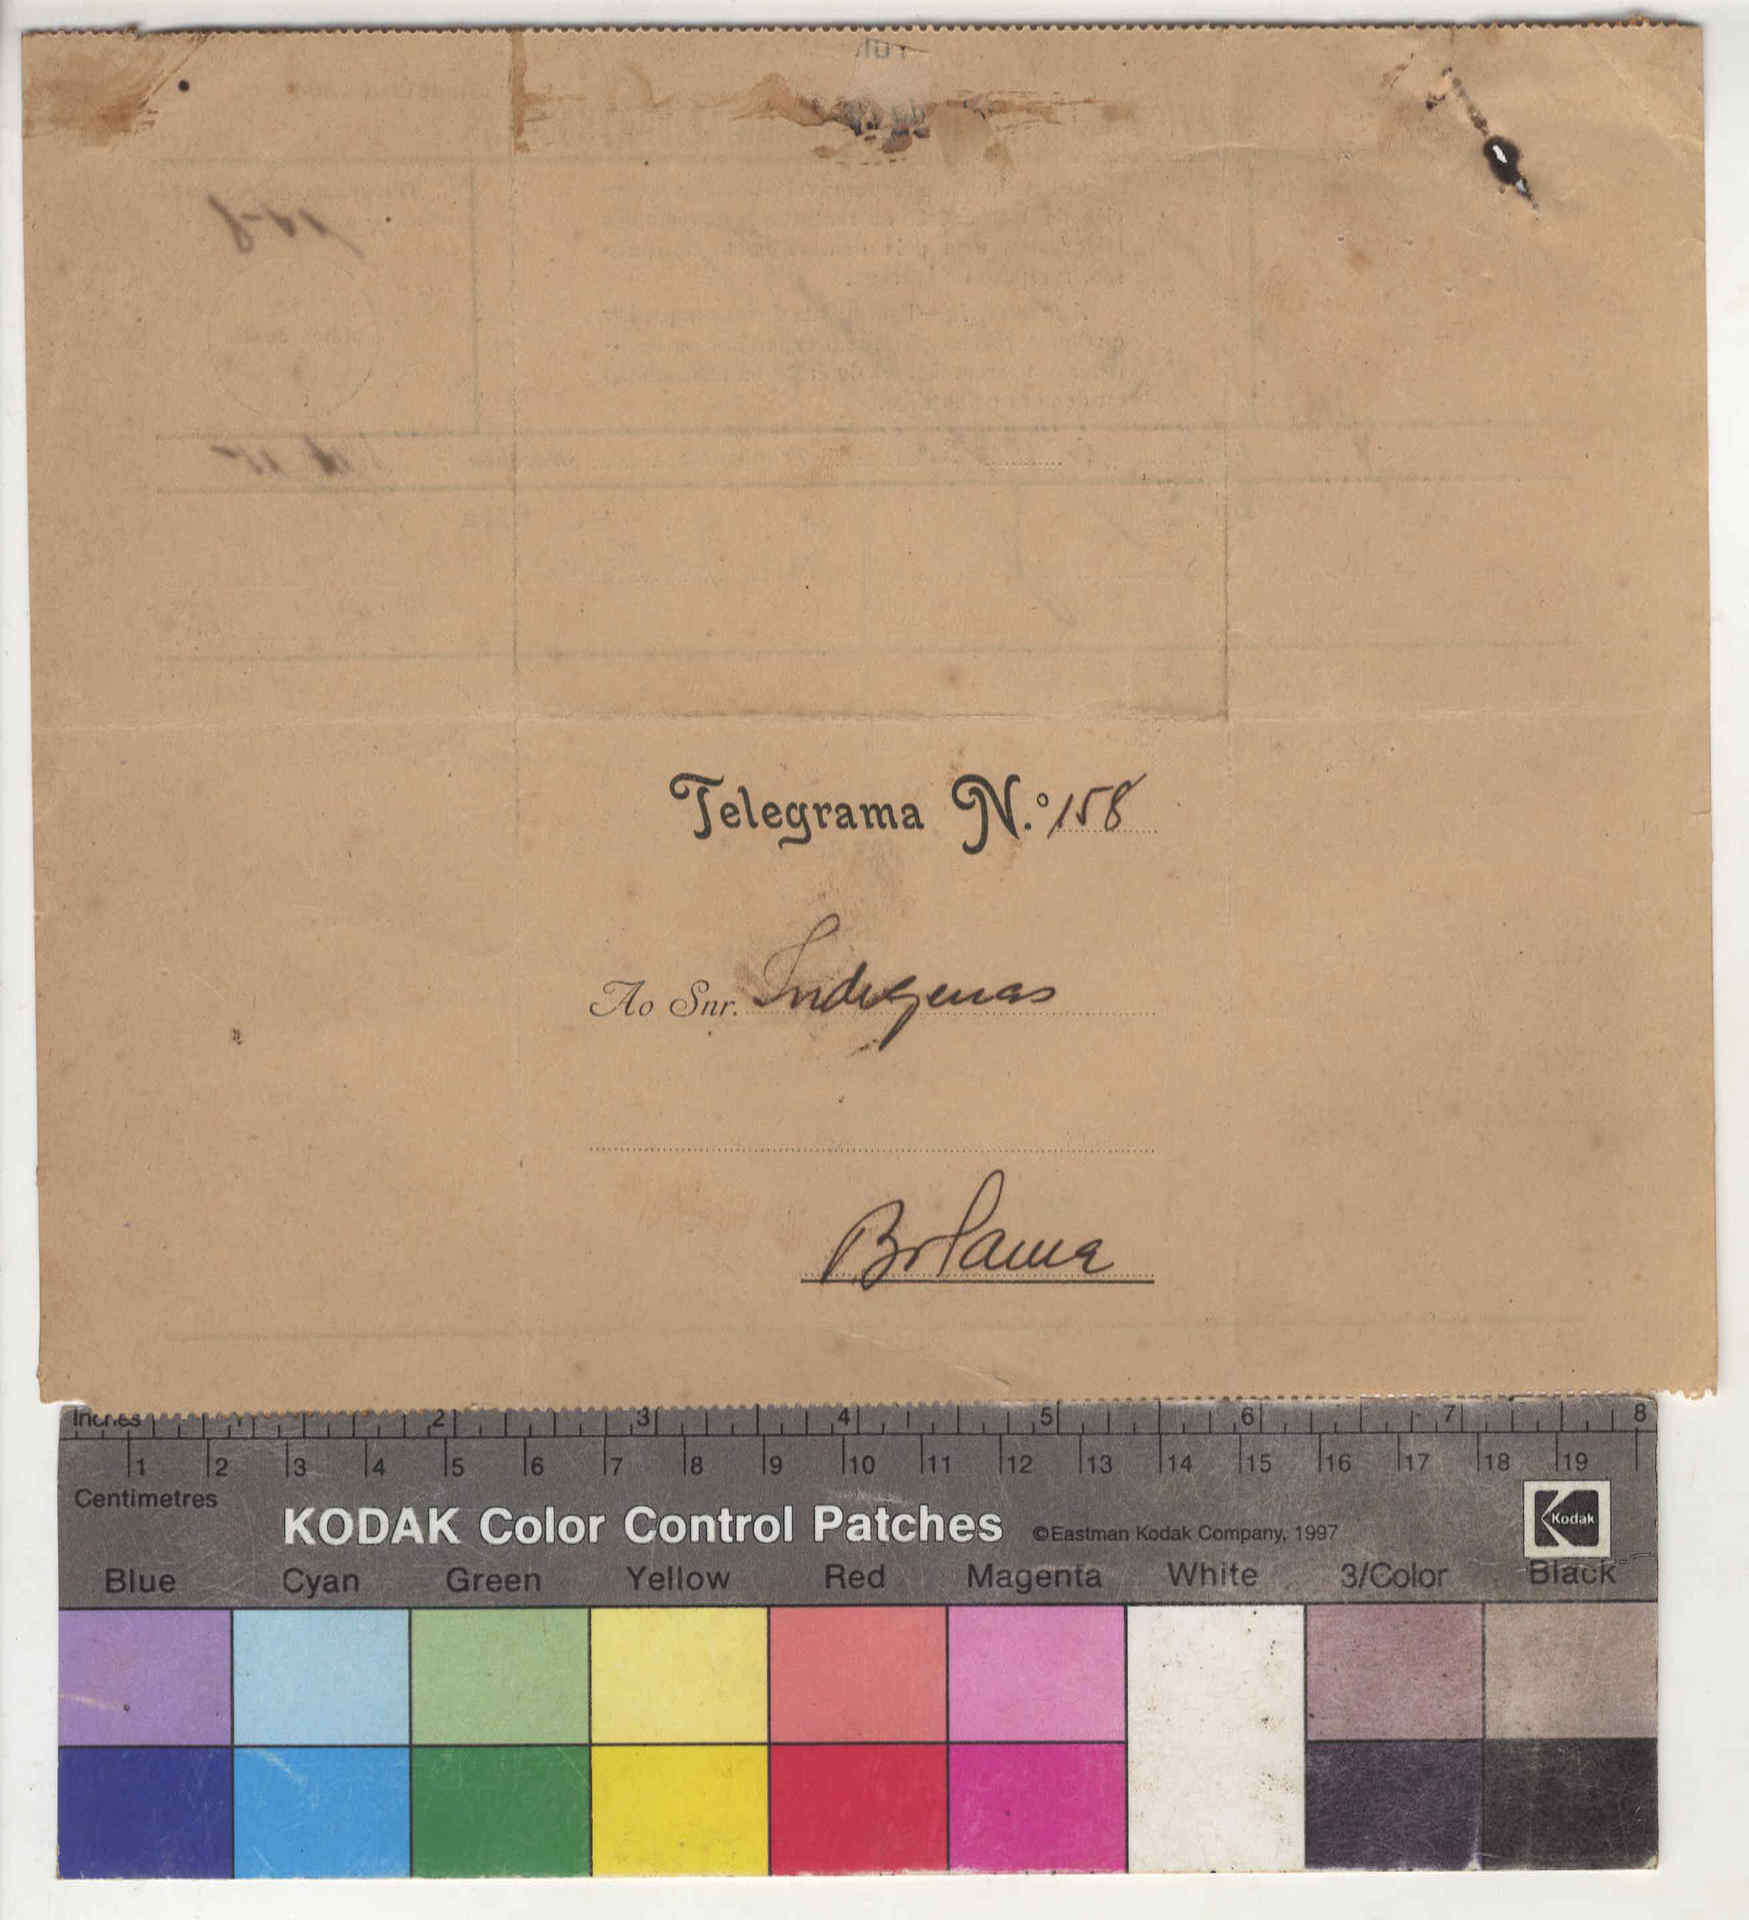 Telegrama N.º 158
Ao Snr. Indigenas
Bolama
Inches 1 2 3 4 5 6 7 8
1 2 3 4 5 6 7 8 9 10 11 12 13 14 15 16 17 18 19
Centimetres
KODAK Color Control Patches ©Eastman Kodak Company, 1997 Kodak
Blue Cyan Green Yellow Red Magenta White 3/Color Black